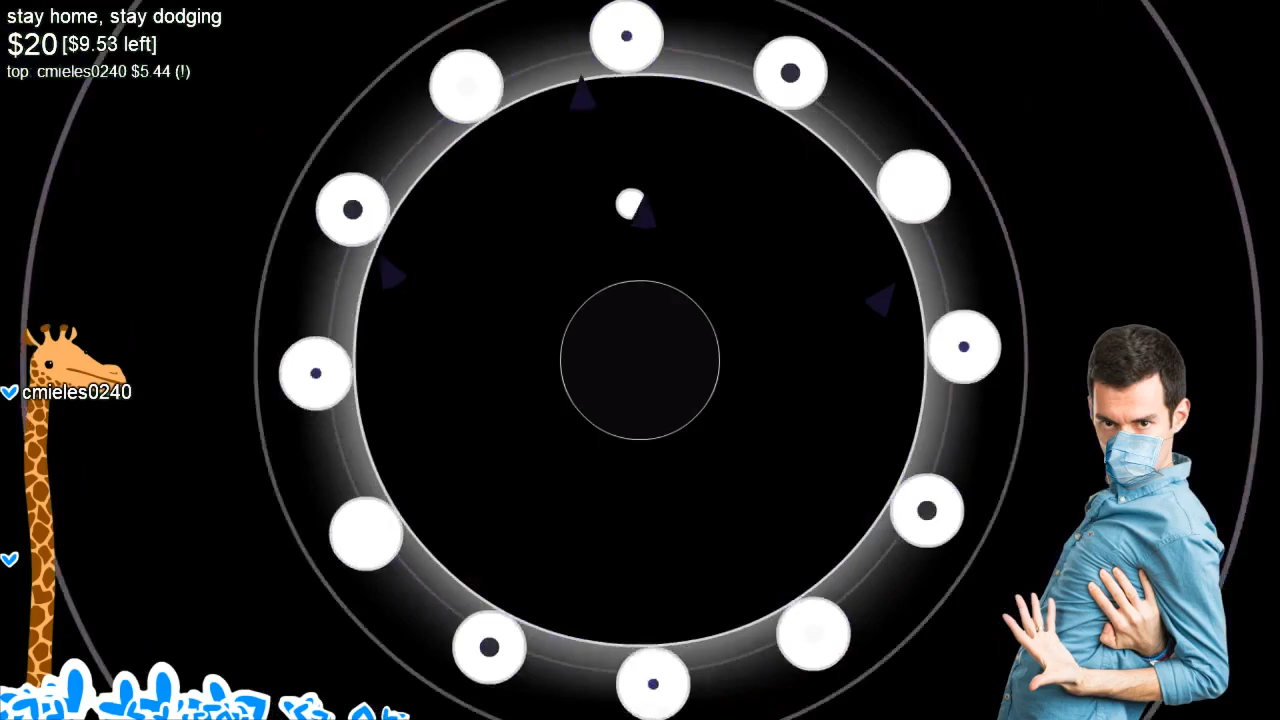 stay home, stay dodging
$20 [$9.53 left]
top: cmieles0240 $5.44 (!)
cmieles0240